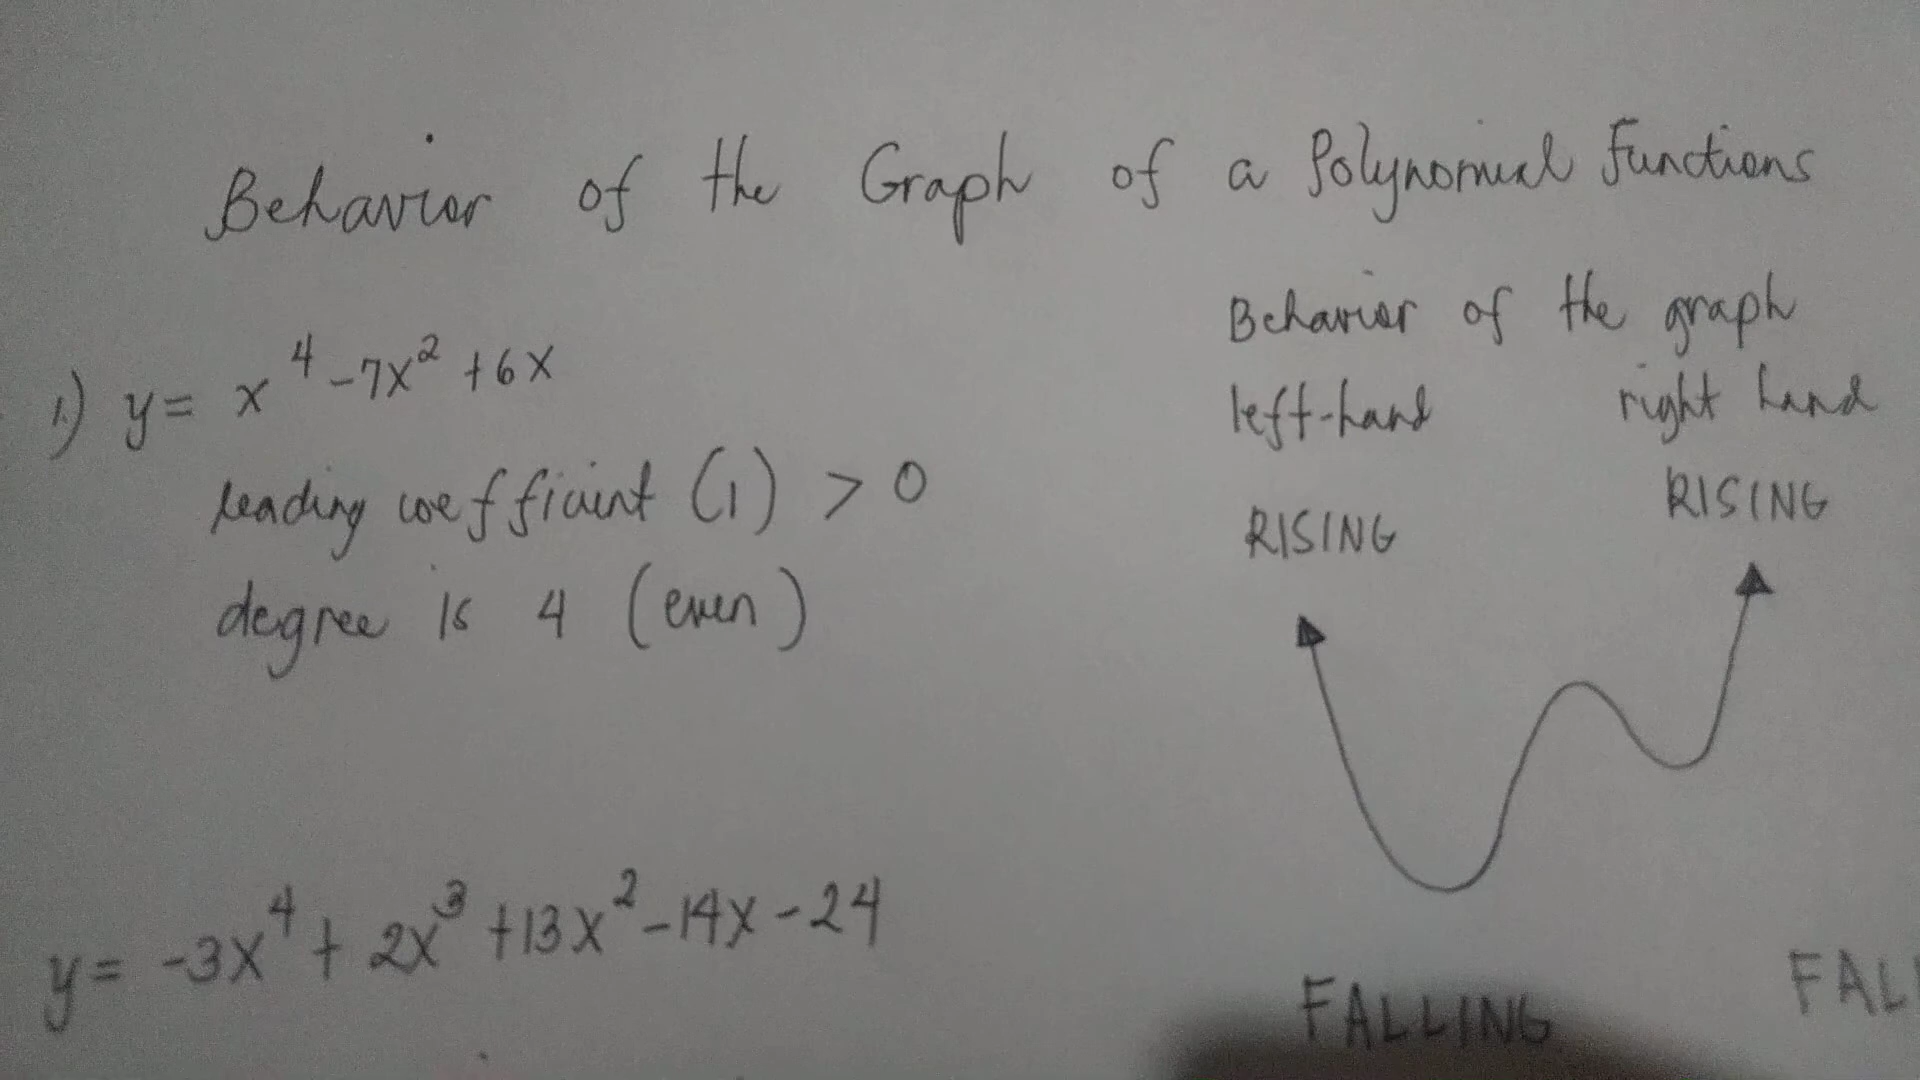 Behavior of the Graph of a Polynomial Functions
Behavior of the graph
1.) y = x⁴ - 7x² + 6x
left-hand right hand
leading coefficient (1) > 0
RISING RISING
degree is 4 (even)
y = -3x⁴ + 2x³ + 13x² - 14x - 24
FALLING FAL